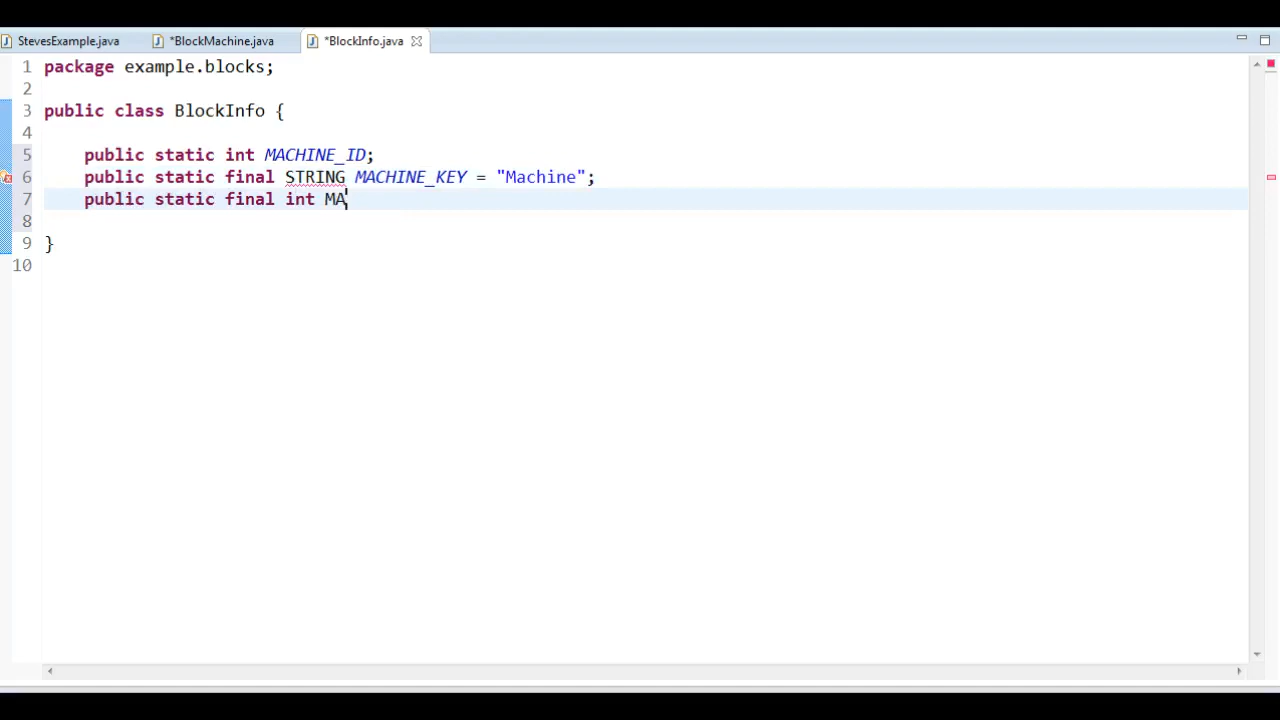 StevesExample.java *BlockMachine.java *BlockInfo.java
1 package example.blocks;
2
3 public class BlockInfo {
4
5 public static int MACHINE_ID;
6 public static final STRING MACHINE_KEY = "Machine";
7 public static final int MA
8
9 }
10